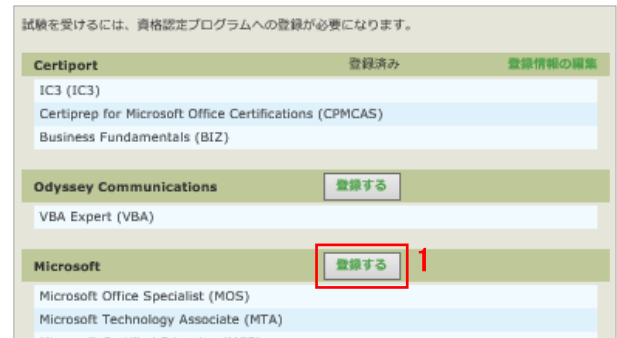 試験を受けるには、資格認定プログラムへの登録が必要になります。
Certiport 登録済み 登録情報の編集
IC3 (IC3)
Certiprep for Microsoft Office Certifications (CPMCAS)
Business Fundamentals (BIZ)
Odyssey Communications 登録する
VBA Expert (VBA)
Microsoft 登録する 1
Microsoft Office Specialist (MOS)
Microsoft Technology Associate (MTA)